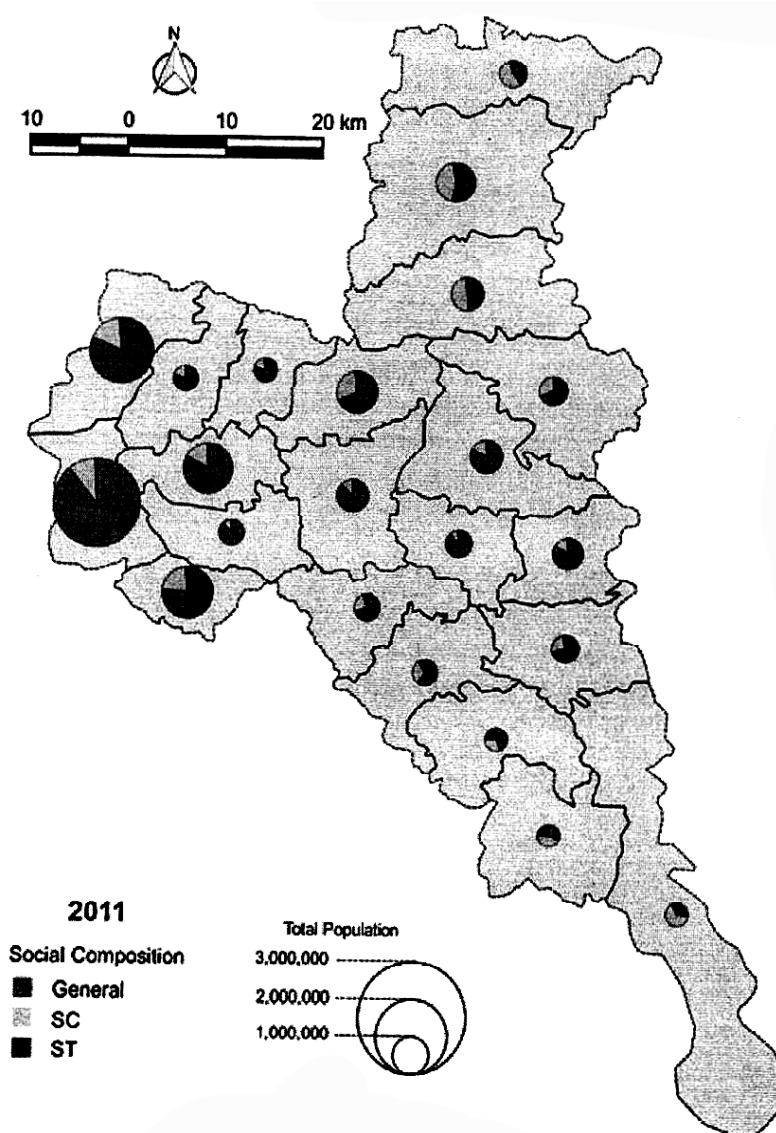 N
10 0 10 20 km
2011
Social Composition
General
SC
ST
Total Population
3,000,000
2,000,000
1,000,000